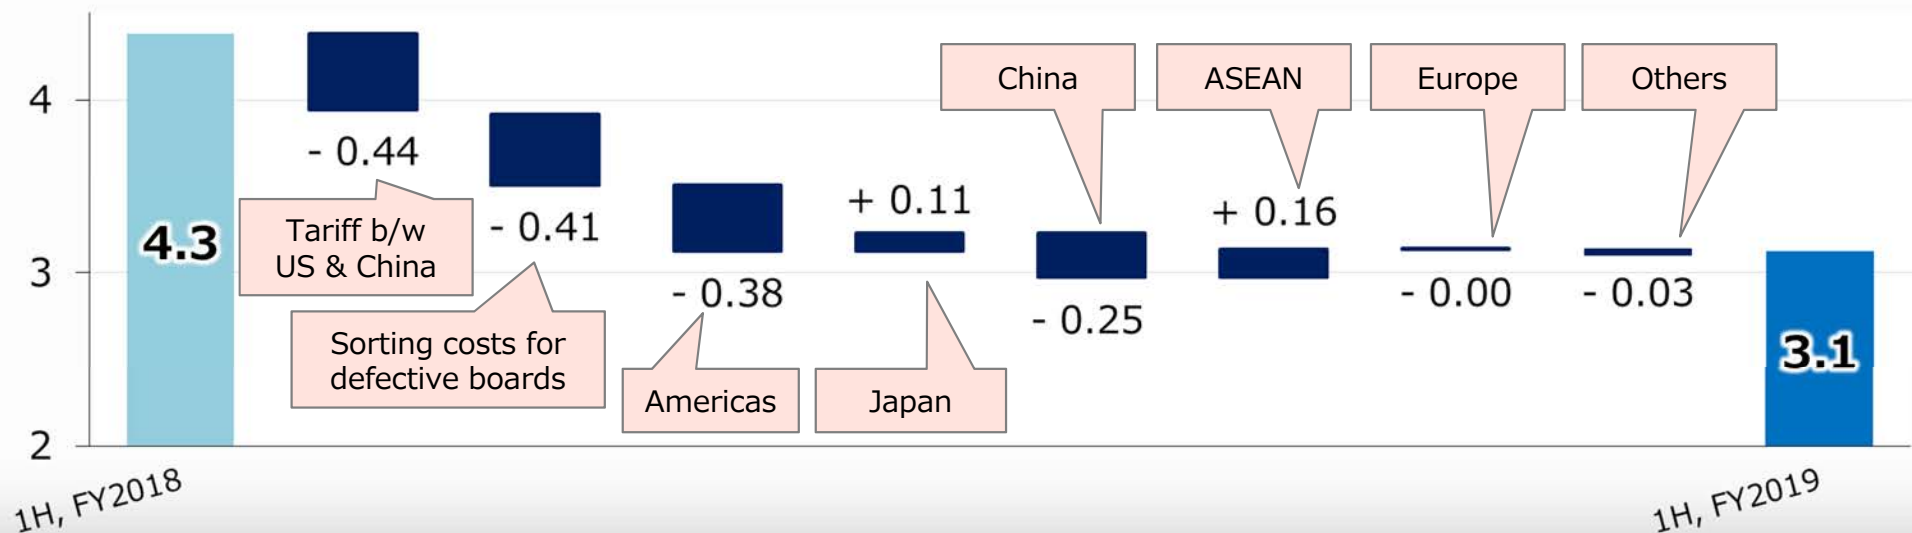 4
3
2
4.3
- 0.44
Tariff b/w
US & China
- 0.41
Sorting costs for
defective boards
- 0.38
Americas
+ 0.11
Japan
China
- 0.25
ASEAN
+ 0.16
Europe
- 0.00
Others
- 0.03
3.1
1H, FY2018
1H, FY2019